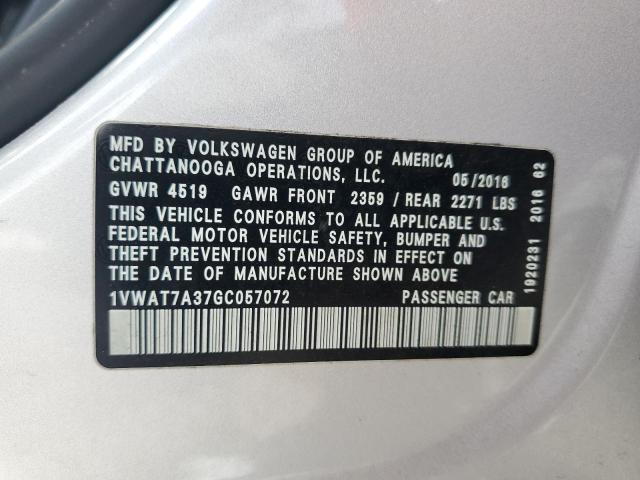 MFD BY VOLKSWAGEN GROUP OF AMERICA
CHATTANOOGA OPERATIONS, LLC. 05/2016
GVWR 4519 GAWR FRONT 2359 / REAR 2271 LBS
THIS VEHICLE CONFORMS TO ALL APPLICABLE U.S.
FEDERAL MOTOR VEHICLE SAFETY, BUMPER AND
THEFT PREVENTION STANDARDS IN EFFECT ON
THE DATE OF MANUFACTURE SHOWN ABOVE
1VWAT7A37GC057072 PASSENGER CAR
1920231 2016 62